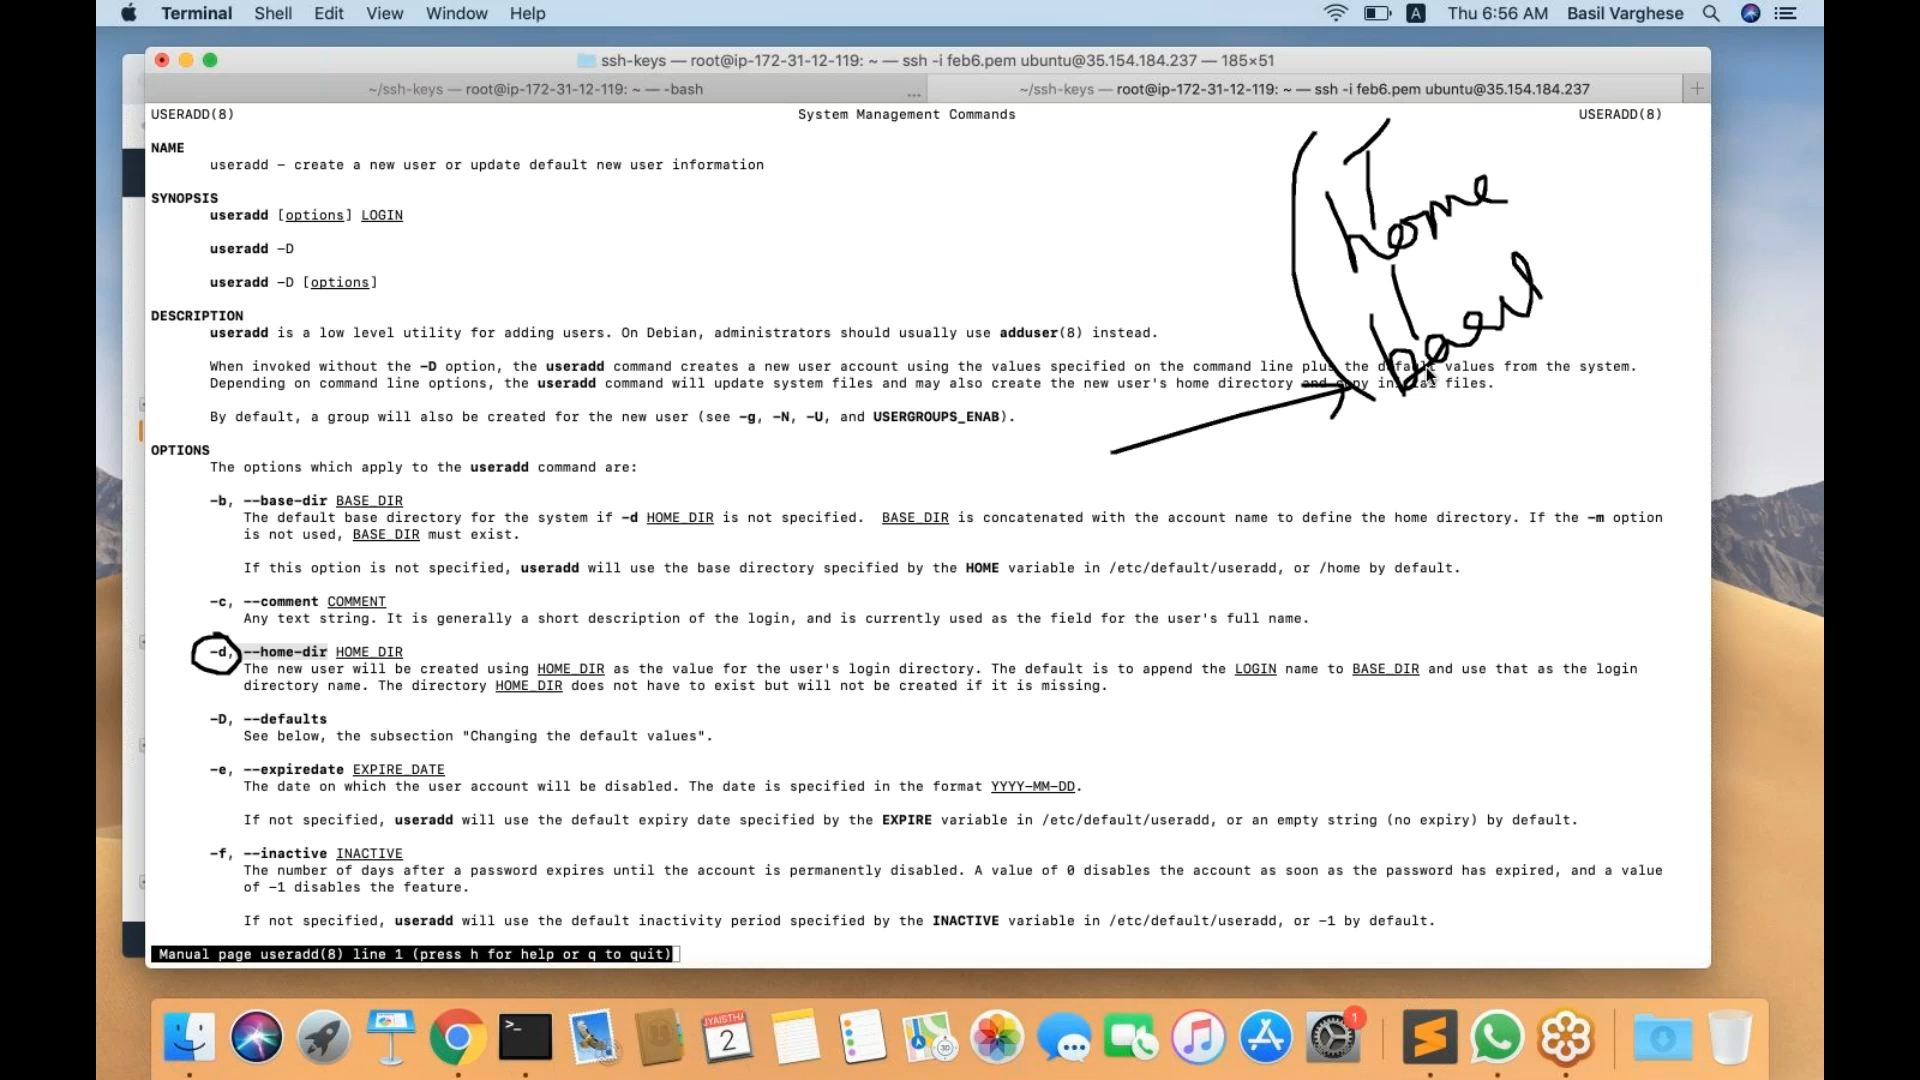 Terminal Shell Edit View Window Help Thu 6:56 AM Basil Varghese
ssh-keys — root@ip-172-31-12-119: ~ — ssh -i feb6.pem ubuntu@35.154.184.237 — 185×51
~/ssh-keys — root@ip-172-31-12-119: ~ — -bash ... ~/ssh-keys — root@ip-172-31-12-119: ~ — ssh -i feb6.pem ubuntu@35.154.184.237 +
USERADD(8) System Management Commands USERADD(8)
NAME
useradd - create a new user or update default new user information
SYNOPSIS
useradd [options] LOGIN
useradd -D
useradd -D [options]
DESCRIPTION
useradd is a low level utility for adding users. On Debian, administrators should usually use adduser(8) instead.
When invoked without the -D option, the useradd command creates a new user account using the values specified on the command line plus the default values from the system.
Depending on command line options, the useradd command will update system files and may also create the new user's home directory and copy initial files.
By default, a group will also be created for the new user (see -g, -N, -U, and USERGROUPS_ENAB).
OPTIONS
The options which apply to the useradd command are:
-b, --base-dir BASE_DIR
The default base directory for the system if -d HOME_DIR is not specified. BASE_DIR is concatenated with the account name to define the home directory. If the -m option
is not used, BASE_DIR must exist.
If this option is not specified, useradd will use the base directory specified by the HOME variable in /etc/default/useradd, or /home by default.
-c, --comment COMMENT
Any text string. It is generally a short description of the login, and is currently used as the field for the user's full name.
-d, --home-dir HOME_DIR
The new user will be created using HOME_DIR as the value for the user's login directory. The default is to append the LOGIN name to BASE_DIR and use that as the login
directory name. The directory HOME_DIR does not have to exist but will not be created if it is missing.
-D, --defaults
See below, the subsection "Changing the default values".
-e, --expiredate EXPIRE_DATE
The date on which the user account will be disabled. The date is specified in the format YYYY-MM-DD.
If not specified, useradd will use the default expiry date specified by the EXPIRE variable in /etc/default/useradd, or an empty string (no expiry) by default.
-f, --inactive INACTIVE
The number of days after a password expires until the account is permanently disabled. A value of 0 disables the account as soon as the password has expired, and a value
of -1 disables the feature.
If not specified, useradd will use the default inactivity period specified by the INACTIVE variable in /etc/default/useradd, or -1 by default.
Manual page useradd(8) line 1 (press h for help or q to quit)
home
basil
JYAISTHA
2
3D
1